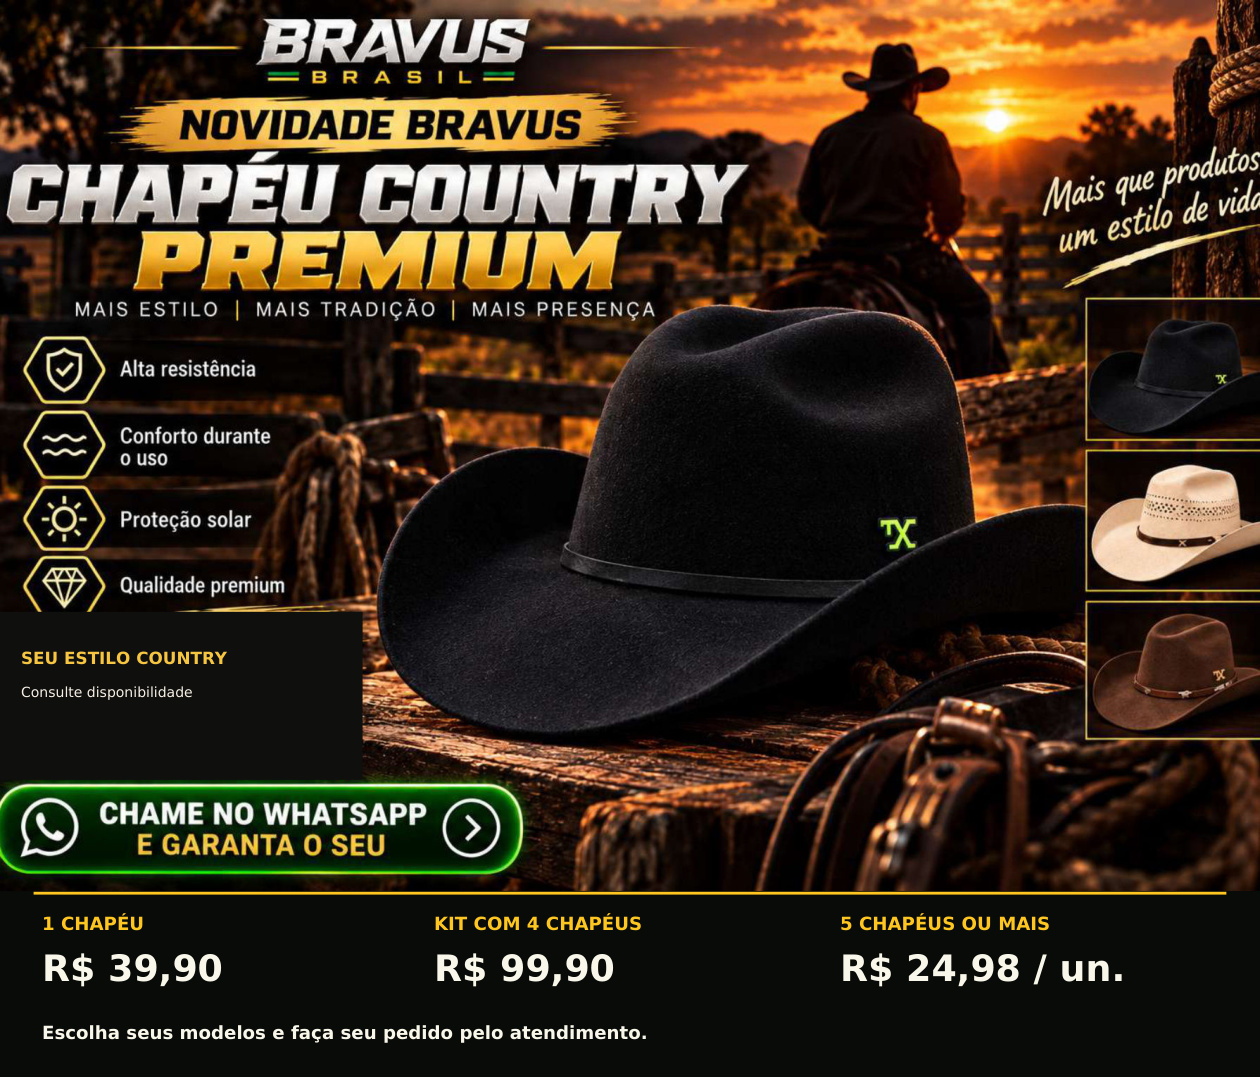 BRAVUS
BRASIL
NOVIDADE BRAVUS
CHAPÉU COUNTRY
PREMIUM
MAIS ESTILO | MAIS TRADIÇÃO | MAIS PRESENÇA
Mais que produtos
um estilo de vida
Alta resistência
Conforto durante
o uso
Proteção solar
Qualidade premium
TX
TX
TX
SEU ESTILO COUNTRY
Consulte disponibilidade
CHAME NO WHATSAPP
E GARANTA O SEU
1 CHAPÉU
R$ 39,90
KIT COM 4 CHAPÉUS
R$ 99,90
5 CHAPÉUS OU MAIS
R$ 24,98 / un.
Escolha seus modelos e faça seu pedido pelo atendimento.